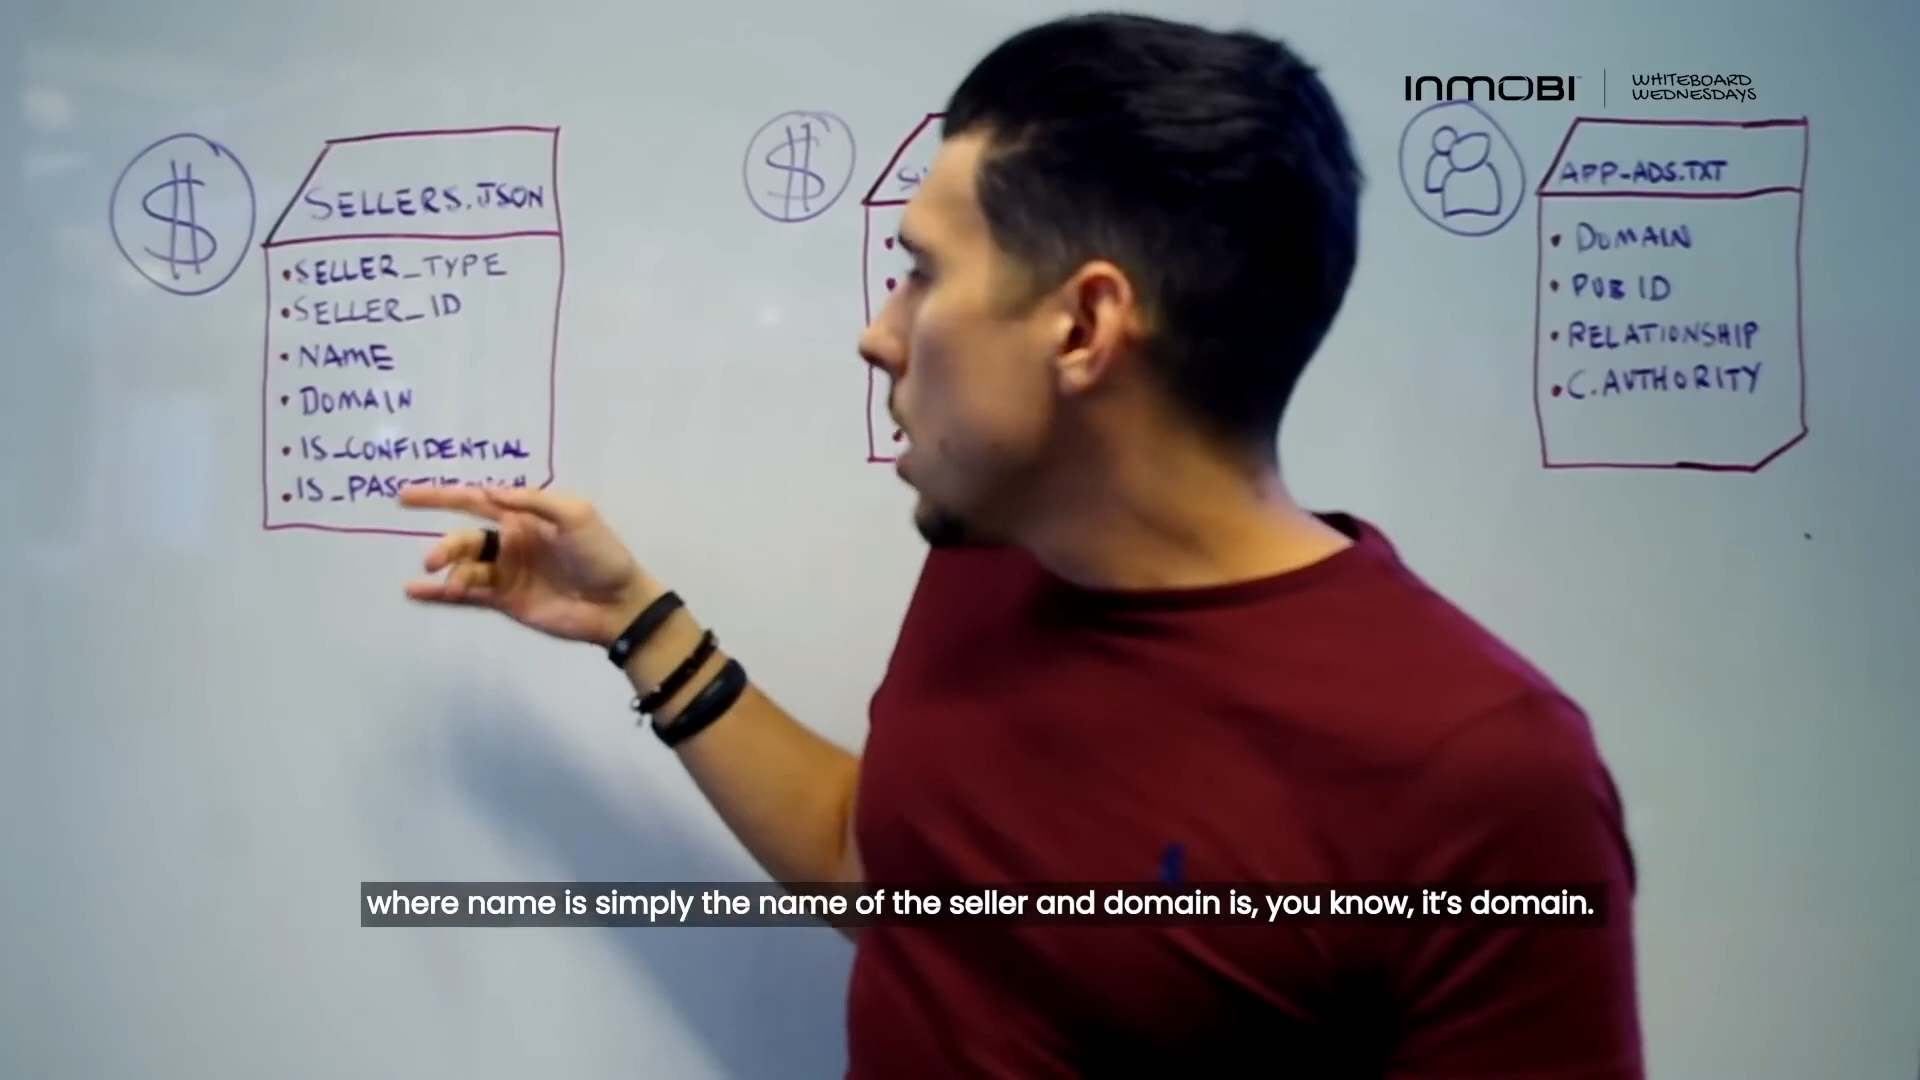 INMOBI
WHITEBOARD
WEDNESDAYS
SELLERS.JSON
•SELLER_TYPE
•SELLER_ID
•NAME
•DOMAIN
•IS_CONFIDENTIAL
APP-ADS.TXT
•DOMAIN
•PUB ID
•RELATIONSHIP
•C.AUTHORITY
where name is simply the name of the seller and domain is, you know, it's domain.